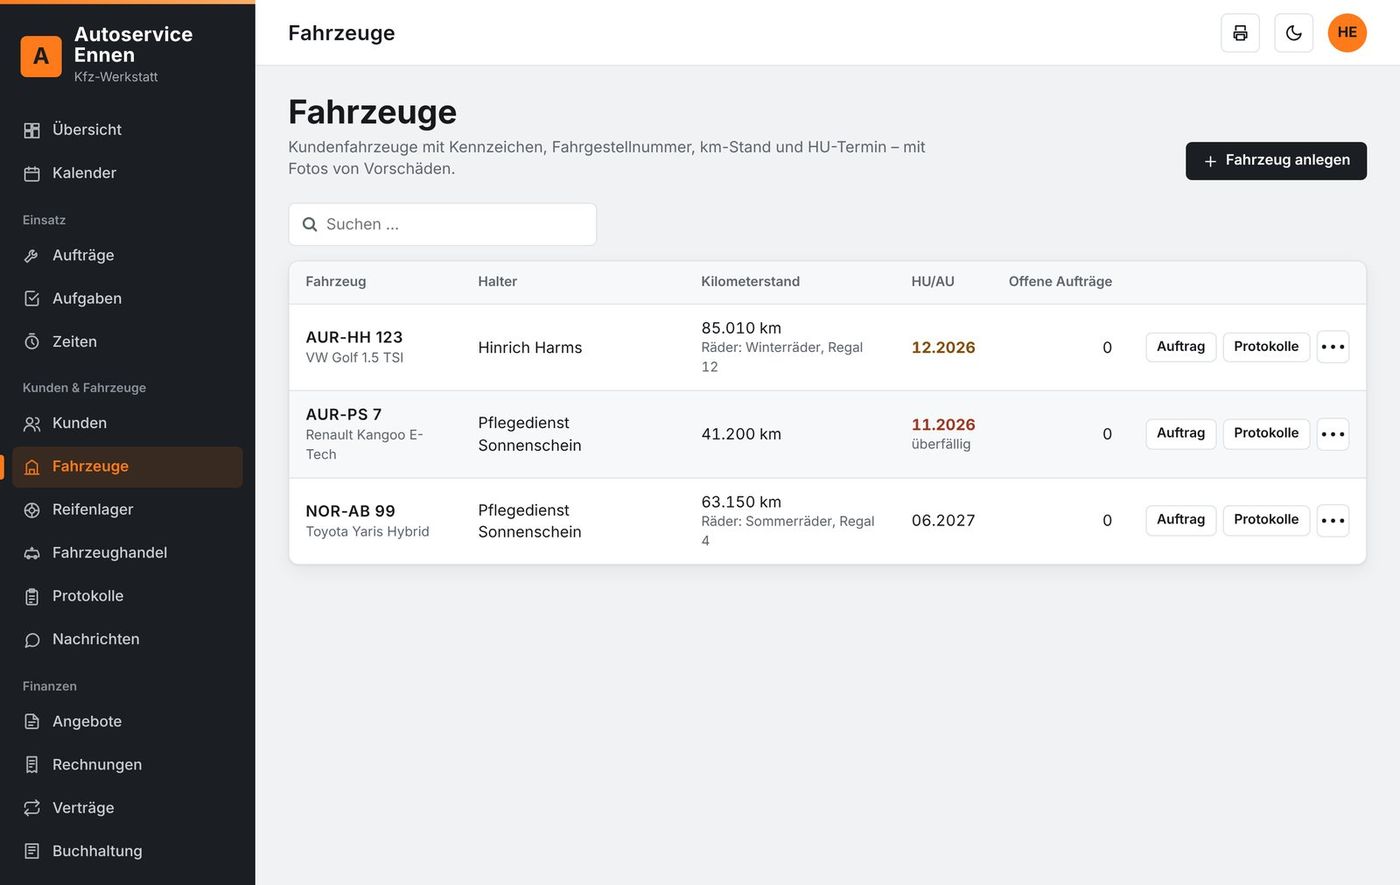 Autoservice
Ennen
Kfz-Werkstatt
A
Übersicht
Kalender
Einsatz
Aufträge
Aufgaben
Zeiten
Kunden & Fahrzeuge
Kunden
Fahrzeuge
Reifenlager
Fahrzeughandel
Protokolle
Nachrichten
Finanzen
Angebote
Rechnungen
Verträge
Buchhaltung
Fahrzeuge
HE
Fahrzeuge
Kundenfahrzeuge mit Kennzeichen, Fahrgestellnummer, km-Stand und HU-Termin – mit
Fotos von Vorschäden.
+ Fahrzeug anlegen
Suchen ...
Fahrzeug Halter Kilometerstand HU/AU Offene Aufträge
AUR-HH 123
VW Golf 1.5 TSI
Hinrich Harms
85.010 km
Räder: Winterräder, Regal
12
12.2026
0
Auftrag Protokolle
AUR-PS 7
Renault Kangoo E-
Tech
Pflegedienst
Sonnenschein
41.200 km
11.2026
überfällig
0
Auftrag Protokolle
NOR-AB 99
Toyota Yaris Hybrid
Pflegedienst
Sonnenschein
63.150 km
Räder: Sommerräder, Regal
4
06.2027
0
Auftrag Protokolle